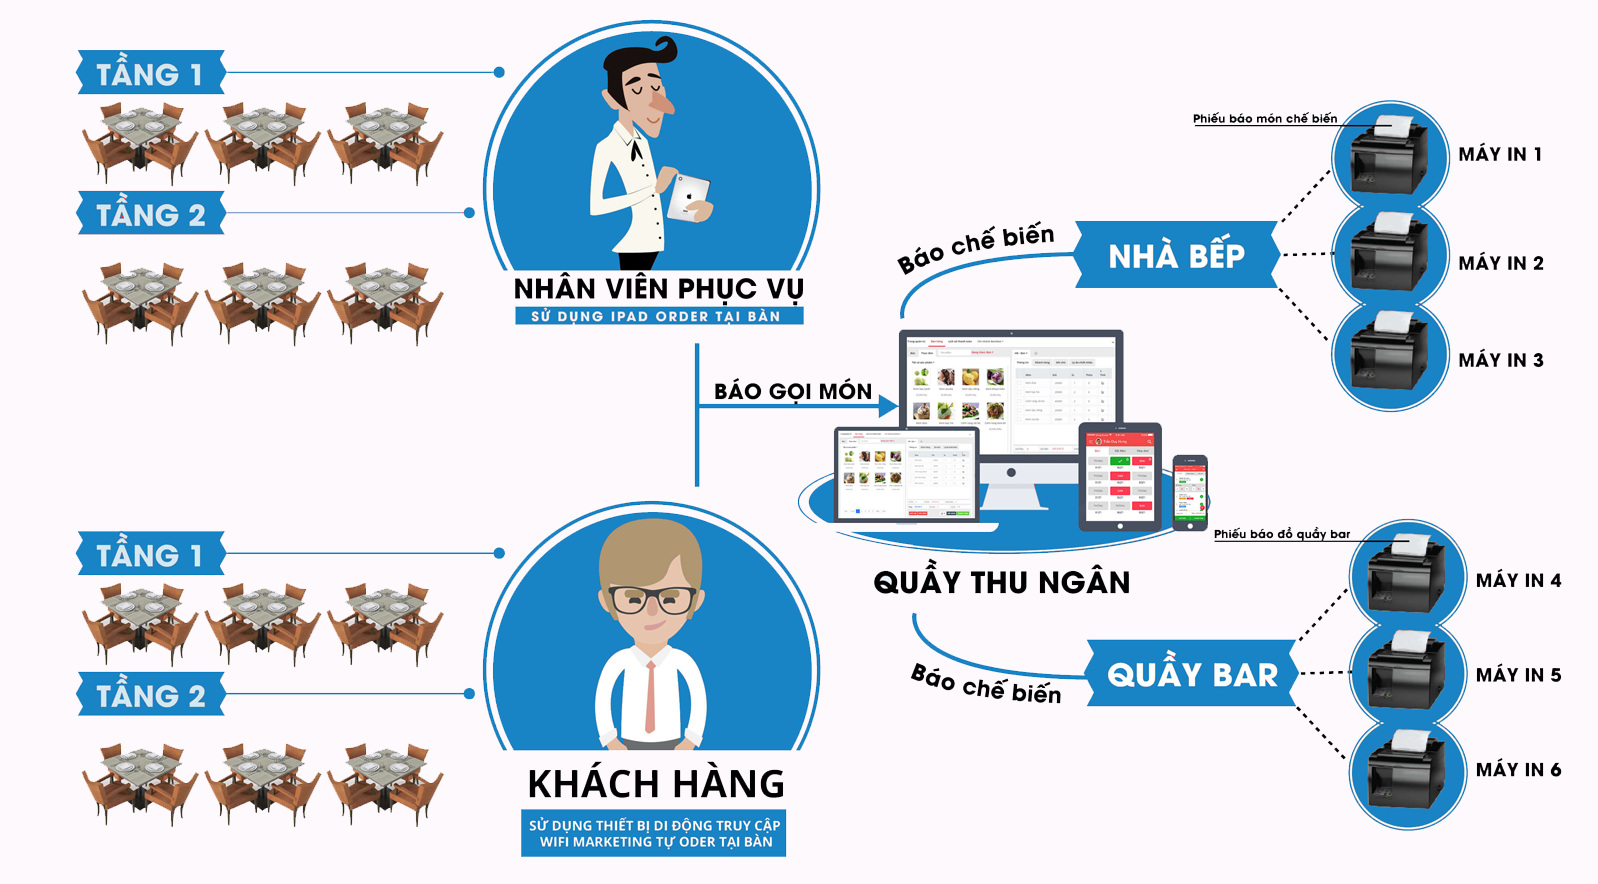 TẦNG 1
TẦNG 2
NHÂN VIÊN PHỤC VỤ
SỬ DỤNG IPAD ORDER TẠI BÀN
BÁO GỌI MÓN
TẦNG 1
TẦNG 2
KHÁCH HÀNG
SỬ DỤNG THIẾT BỊ DI ĐỘNG TRUY CẬP
WIFI MARKETING TỰ ODER TẠI BÀN
QUẦY THU NGÂN
Báo chế biến
NHÀ BẾP
Phiếu báo món chế biến
MÁY IN 1
MÁY IN 2
MÁY IN 3
Báo chế biến
QUẦY BAR
Phiếu báo đồ quầy bar
MÁY IN 4
MÁY IN 5
MÁY IN 6